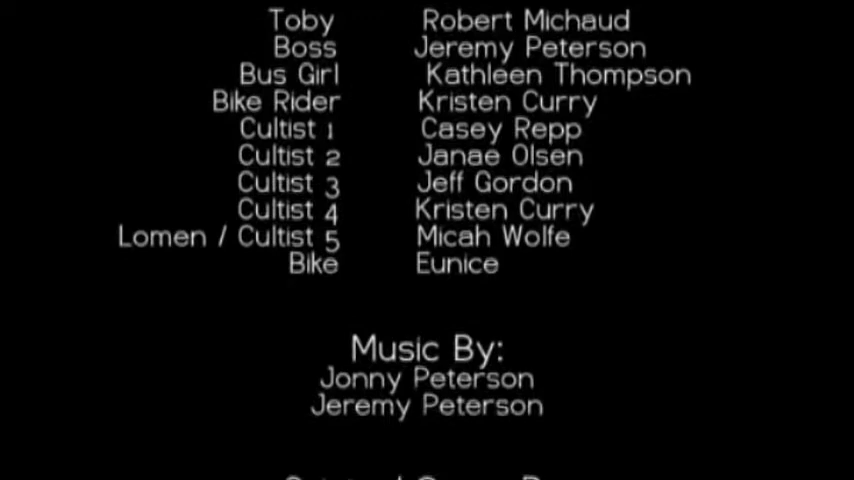 Toby Robert Michaud
Boss Jeremy Peterson
Bus Girl Kathleen Thompson
Bike Rider Kristen Curry
Cultist 1 Casey Repp
Cultist 2 Janae Olsen
Cultist 3 Jeff Gordon
Cultist 4 Kristen Curry
Lomen / Cultist 5 Micah Wolfe
Bike Eunice
Music By:
Jonny Peterson
Jeremy Peterson